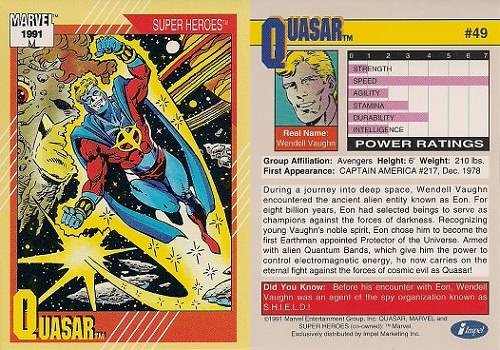 MARVEL
1991
SUPER HEROES™
QUASAR™
QUASAR™
#49
0 1 2 3 4 5 6 7
STRENGTH
SPEED
AGILITY
STAMINA
DURABILITY
INTELLIGENCE
POWER RATINGS
Real Name:
Wendell Vaughn
Group Affiliation: Avengers Height: 6' Weight: 210 lbs.
First Appearance: CAPTAIN AMERICA #217, Dec. 1978
During a journey into deep space, Wendell Vaughn
encountered the ancient alien entity known as Eon. For
eight billion years, Eon had selected beings to serve as
champions against the forces of darkness. Recognizing
young Vaughn's noble spirit, Eon chose him to become the
first Earthman appointed Protector of the Universe. Armed
with alien Quantum Bands, which give him the power to
control electromagnetic energy, he now carries on the
eternal fight against the forces of cosmic evil as Quasar!
Did You Know: Before his encounter with Eon, Wendell
Vaughn was an agent of the spy organization known as
S.H.I.E.L.D.!
©1991 Marvel Entertainment Group, Inc. QUASAR, MARVEL and
SUPER HEROES (co-owned): ™ Marvel.
Exclusively distributed by Impel Marketing Inc.
Impel